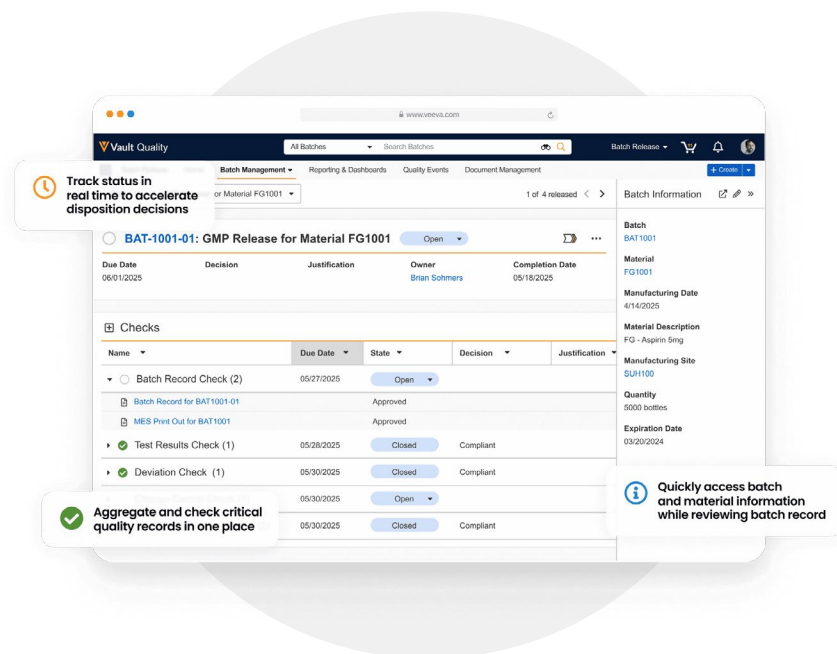 www.veeva.com
Vault Quality
All Batches
Search Batches
Batch Release
Batch Management
Reporting & Dashboards
Quality Events
Document Management
+ Create
Track status in
real time to accelerate
disposition decisions
or Material FG1001
1 of 4 released
Batch Information
BAT-1001-01: GMP Release for Material FG1001
Open
Due Date
06/01/2025
Decision
Justification
Owner
Brian Sohmers
Completion Date
05/18/2025
Checks
Name
Due Date
State
Decision
Justification
Batch Record Check (2)
05/27/2025
Open
Batch Record for BAT1001-01
Approved
MES Print Out for BAT1001
Approved
Test Results Check (1)
05/28/2025
Closed
Compliant
Deviation Check (1)
05/30/2025
Closed
Compliant
05/30/2025
Open
05/30/2025
Closed
Compliant
Aggregate and check critical
quality records in one place
Batch
BAT1001
Material
FG1001
Manufacturing Date
4/14/2025
Material Description
FG - Aspirin 5mg
Manufacturing Site
SUH100
Quantity
5000 bottles
Expiration Date
03/20/2024
Quickly access batch
and material information
while reviewing batch record